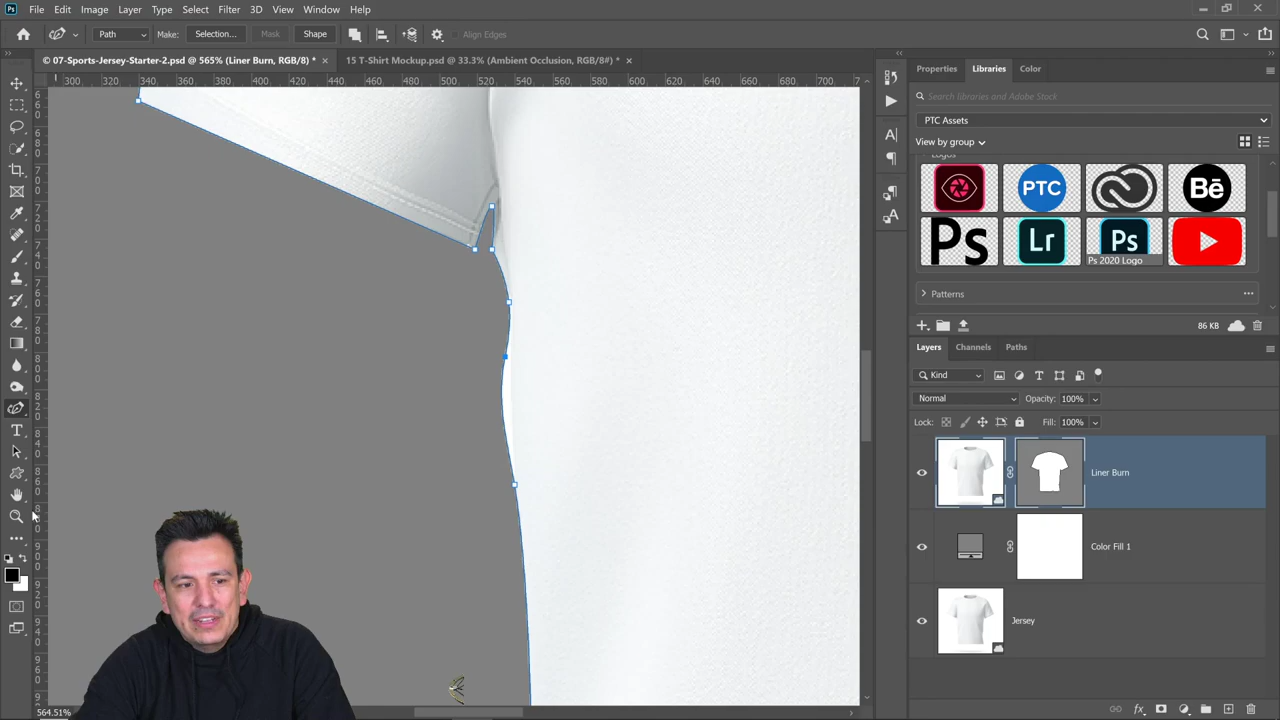 Ps File Edit Image Layer Type Select Filter 3D View Window Help
Path Make: Selection... Mask Shape Align Edges
© 07-Sports-Jersey-Starter-2.psd @ 565% (Liner Burn, RGB/8) * × 15 T-Shirt Mockup.psd @ 33.3% (Ambient Occlusion, RGB/8#) * ×
300 320 340 360 380 400 420 440 460 480 500 520 540 560 580 600 620 640 660 680 700
Properties Libraries Color
Search libraries and Adobe Stock
PTC Assets
View by group
Logos
PTC Bē
Ps Lr Ps
Ps 2020 Logo
Patterns
86 KB
Layers Channels Paths
Kind
Normal Opacity: 100%
Lock: Fill: 100%
Liner Burn
Color Fill 1
Jersey
564.51%